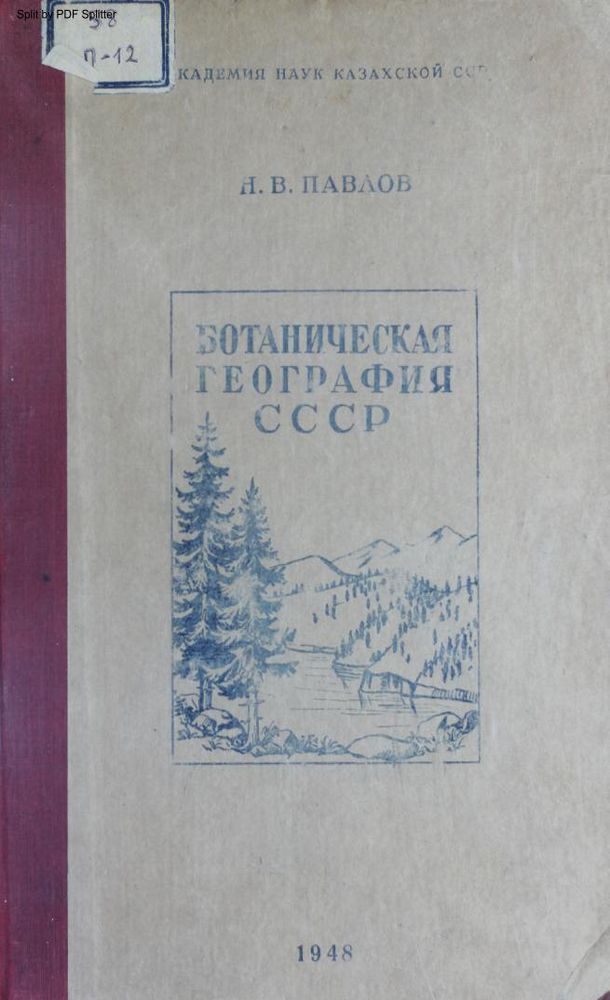 Split by PDF Splitter
П-12
АКАДЕМИЯ НАУК КАЗАХСКОЙ ССР
Н. В. ПАВЛОВ
БОТАНИЧЕСКАЯ
ГЕОГРАФИЯ
СССР
1948